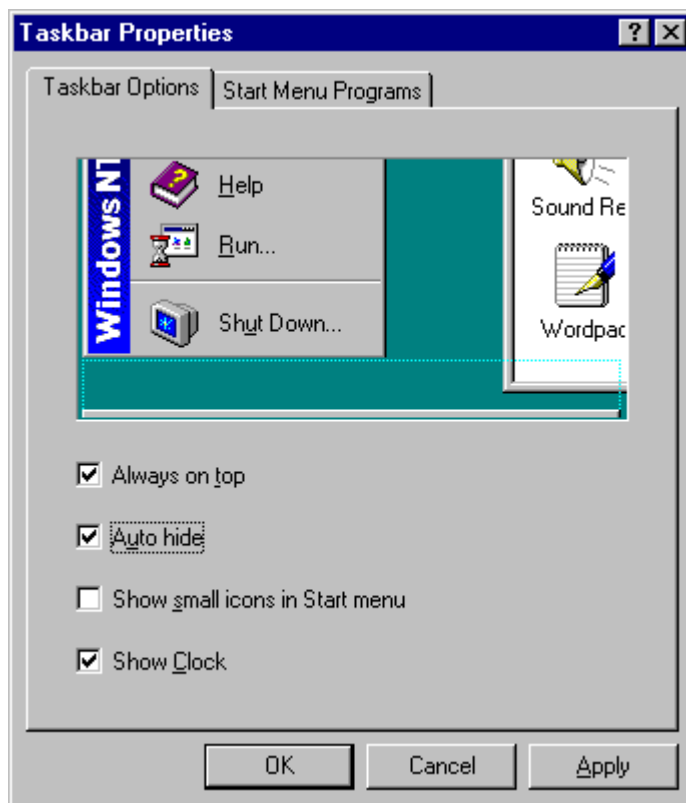 Taskbar Properties
Taskbar Options
Start Menu Programs
Windows NT
Help
Run...
Shut Down...
Sound Re
Wordpad
Always on top
Auto hide
Show small icons in Start menu
Show Clock
OK
Cancel
Apply